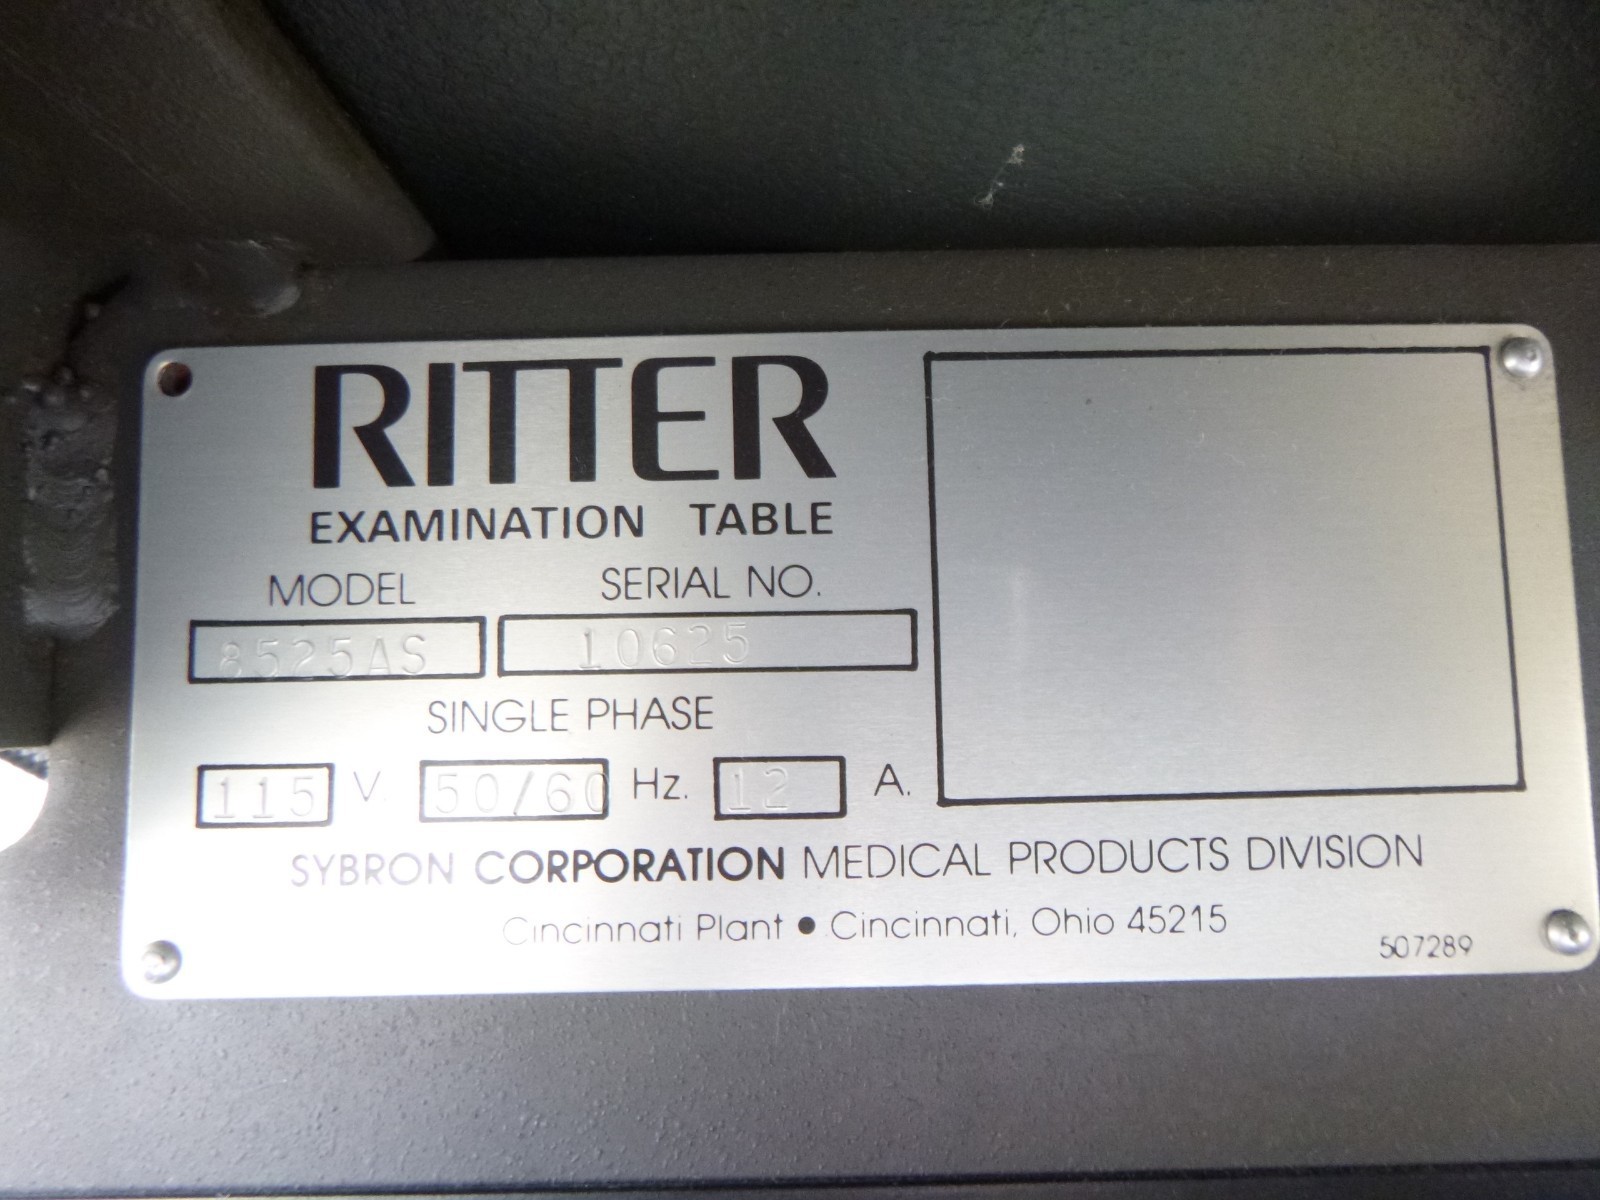 RITTER
EXAMINATION TABLE
MODEL SERIAL NO.
8525AS 10625
SINGLE PHASE
115 V. 50/60 Hz. 12 A.
SYBRON CORPORATION MEDICAL PRODUCTS DIVISION
Cincinnati Plant • Cincinnati, Ohio 45215
507289